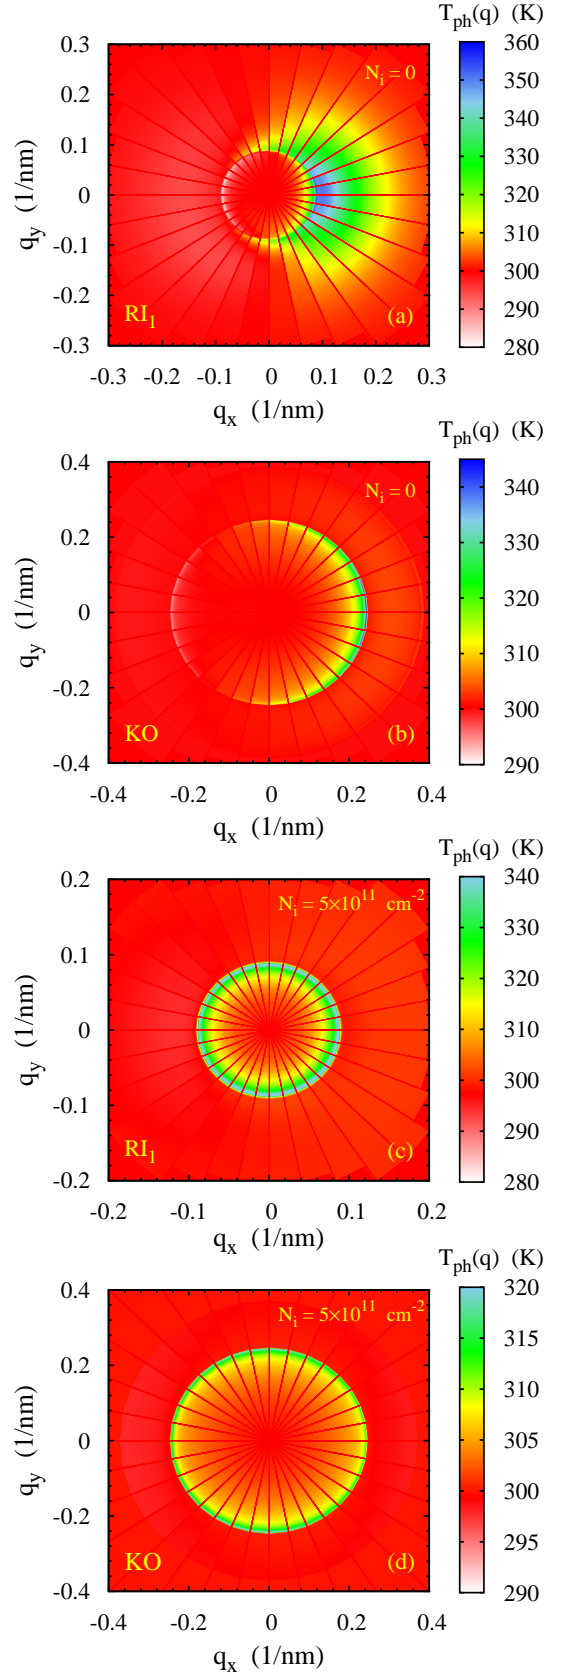 T_ph(q) (K)
N_i = 0
RI_1
(a)
q_y (1/nm)
0.3
0.2
0.1
0
-0.1
-0.2
-0.3
-0.3 -0.2 -0.1 0 0.1 0.2 0.3
q_x (1/nm)
360
350
340
330
320
310
300
290
280
T_ph(q) (K)
N_i = 0
KO
(b)
q_y (1/nm)
0.4
0.2
0
-0.2
-0.4
-0.4 -0.2 0 0.2 0.4
q_x (1/nm)
340
330
320
310
300
290
T_ph(q) (K)
N_i = 5×10^11 cm^-2
RI_1
(c)
q_y (1/nm)
0.2
0.1
0
-0.1
-0.2
-0.2 -0.1 0 0.1 0.2
q_x (1/nm)
340
330
320
310
300
290
280
T_ph(q) (K)
N_i = 5×10^11 cm^-2
KO
(d)
q_y (1/nm)
0.4
0.2
0
-0.2
-0.4
-0.4 -0.2 0 0.2 0.4
q_x (1/nm)
320
315
310
305
300
295
290